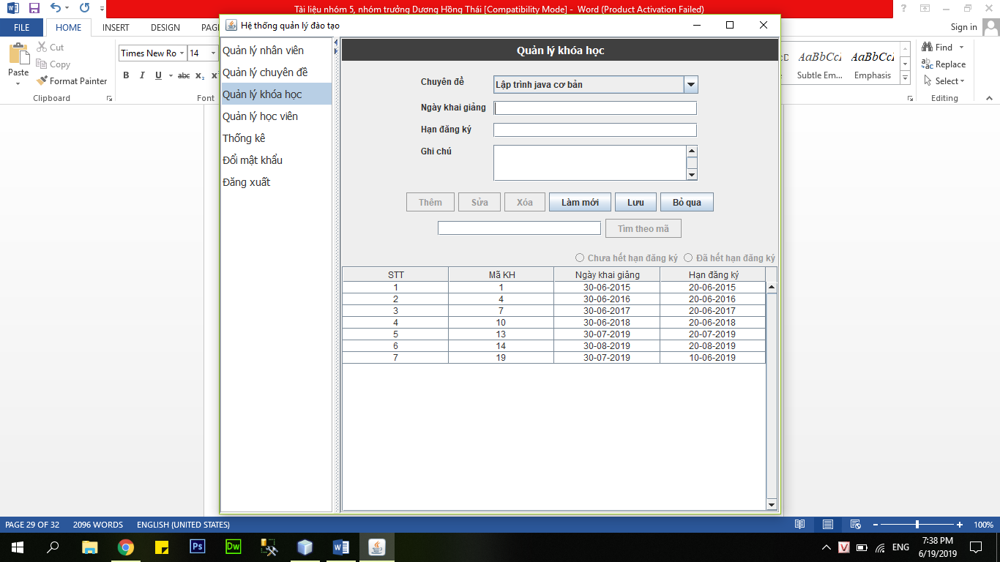 Tài liệu nhóm 5, nhóm trưởng Dương Hồng Thái [Compatibility Mode] - Word (Product Activation Failed)
FILE HOME INSERT DESIGN Sign in
Cut
Copy
Format Painter
Paste
Clipboard
Times New Ro 14
B I U abc x
Font
AaBbCcl AaBbCcl
Subtle Em... Emphasis
Find
Replace
Select
Editing
Hệ thống quản lý đào tạo
Quản lý nhân viên
Quản lý chuyên đề
Quản lý khóa học
Quản lý học viên
Thống kê
Đổi mật khẩu
Đăng xuất
Quản lý khóa học
Chuyên đề Lập trình java cơ bản
Ngày khai giảng
Hạn đăng ký
Ghi chú
Thêm Sửa Xóa Làm mới Lưu Bỏ qua
Tìm theo mã
Chưa hết hạn đăng ký Đã hết hạn đăng ký
STT Mã KH Ngày khai giảng Hạn đăng ký
1 1 30-06-2015 20-06-2015
2 4 30-06-2016 20-06-2016
3 7 30-06-2017 20-06-2017
4 10 30-06-2018 20-06-2018
5 13 30-07-2019 20-07-2019
6 14 30-08-2019 20-08-2019
7 19 30-07-2019 10-06-2019
PAGE 29 OF 32 2096 WORDS ENGLISH (UNITED STATES) 100%
Ps Dw ENG 7:38 PM
6/19/2019